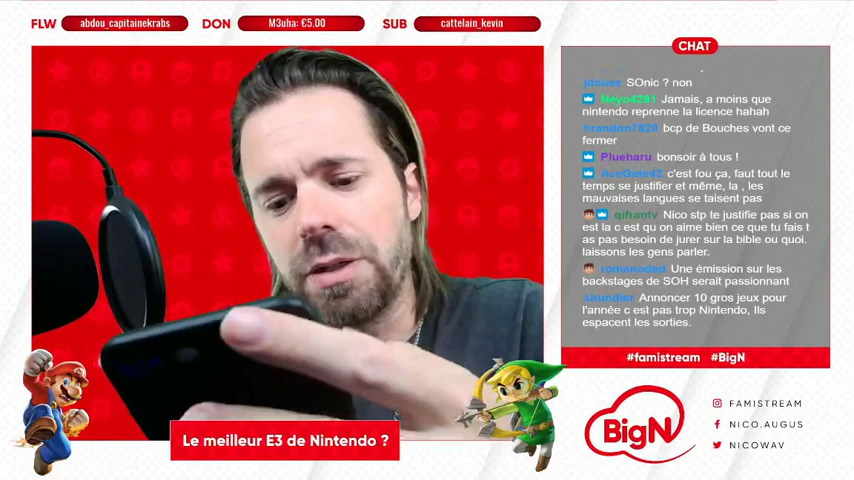 FLW abdou_capitainekrabs DON M3uha: €5.00 SUB cattelain_kevin
CHAT
jdouez SOnic ? non
Neyo4291 Jamais, a moins que
nintendo reprenne la licence hahah
hrandon7620 bcp de Bouches vont ce
fermer
Plueharu bonsoir à tous !
AceGate42 c'est fou ça, faut tout le
temps se justifier et même, la , les
mauvaises langues se taisent pas
qifrantv Nico stp te justifie pas si on
est la c est qu on aime bien ce que tu fais t
as pas besoin de jurer sur la bible ou quoi.
laissons les gens parler.
romanoded Une émission sur les
backstages de SOH serait passionnant
shundler Annoncer 10 gros jeux pour
l'année c est pas trop Nintendo, Ils
espacent les sorties.
#famistream #BigN
Le meilleur E3 de Nintendo ?
BigN
FAMISTREAM
NICO.AUGUS
NICOWAV